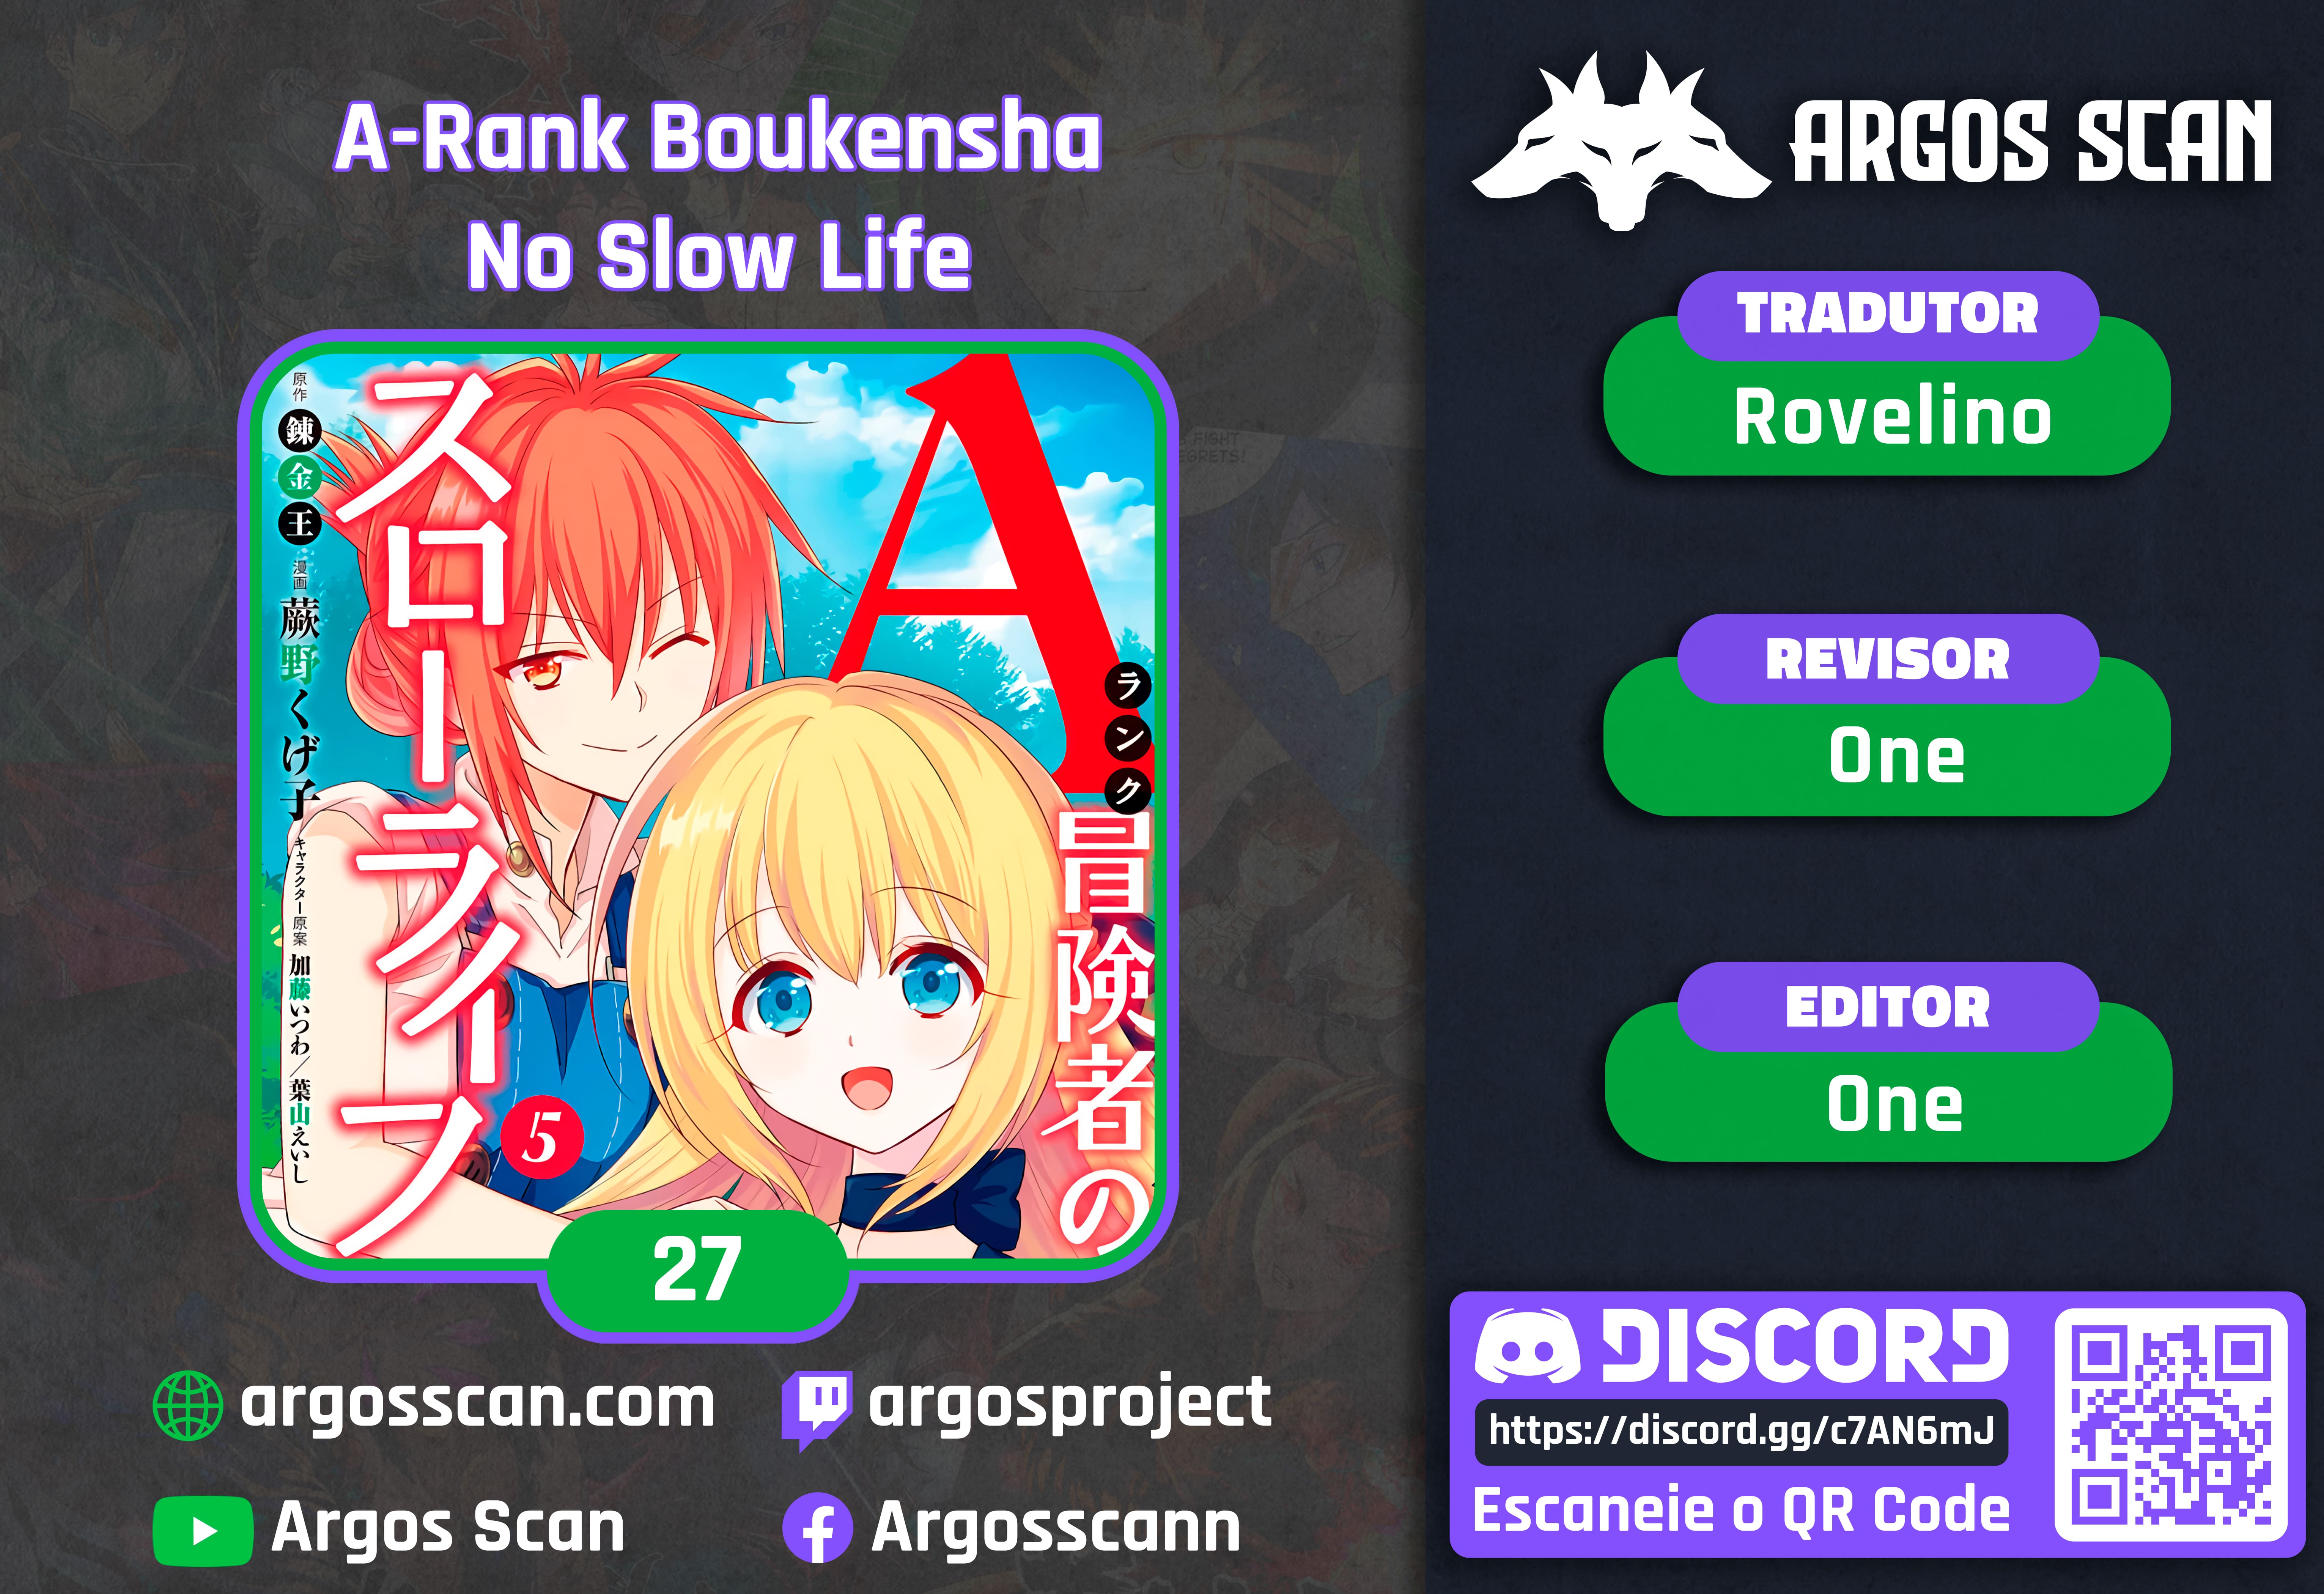 A-Rank Boukensha
No Slow Life
Aランク冒険者の
スローライフ
5
原作
錬金王
漫画
蕨野くげ子
キャラクター原案
加藤いつわ／葉山えいし
27
argosscan.com
argosproject
Argos Scan
Argosscann
ARGOS SCAN
TRADUTOR
Rovelino
REVISOR
One
EDITOR
One
DISCORD
https://discord.gg/c7AN6mJ
Escaneie o QR Code